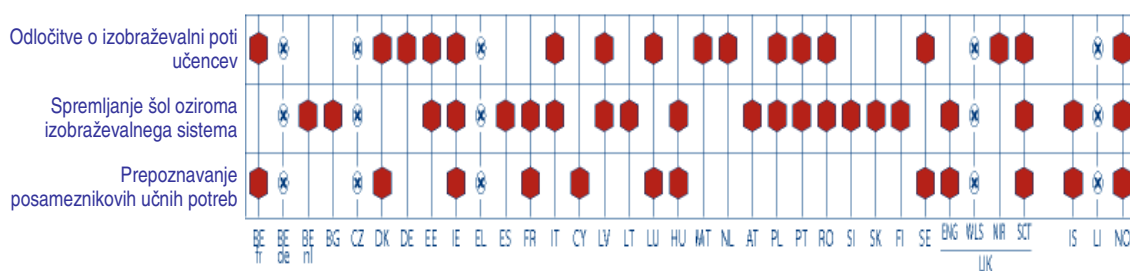 Odločitve o izobraževalni poti
učencev
Spremljanje šol oziroma
izobraževalnega sistema
Prepoznavanje
posameznikovih učnih potreb
BE BE BE BG CZ DK DE EE IE EL ES FR IT CY LV LT LU HU MT NL AT PL PT RO SI SK FI SE ENG WLS NIR SCT IS LI NO
fr de nl
UK